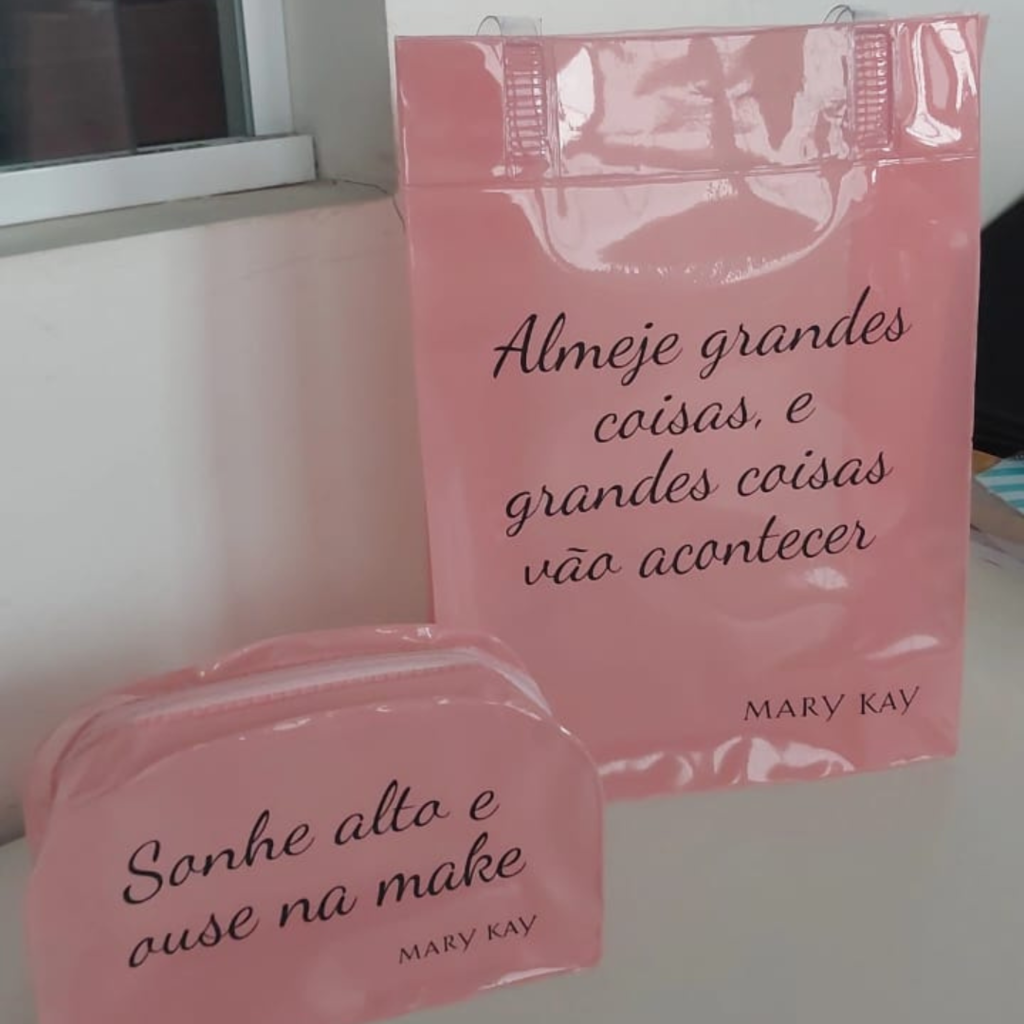 Almeje grandes
coisas, e
grandes coisas
vão acontecer
MARY KAY
Sonhe alto e
ouse na make
MARY KAY